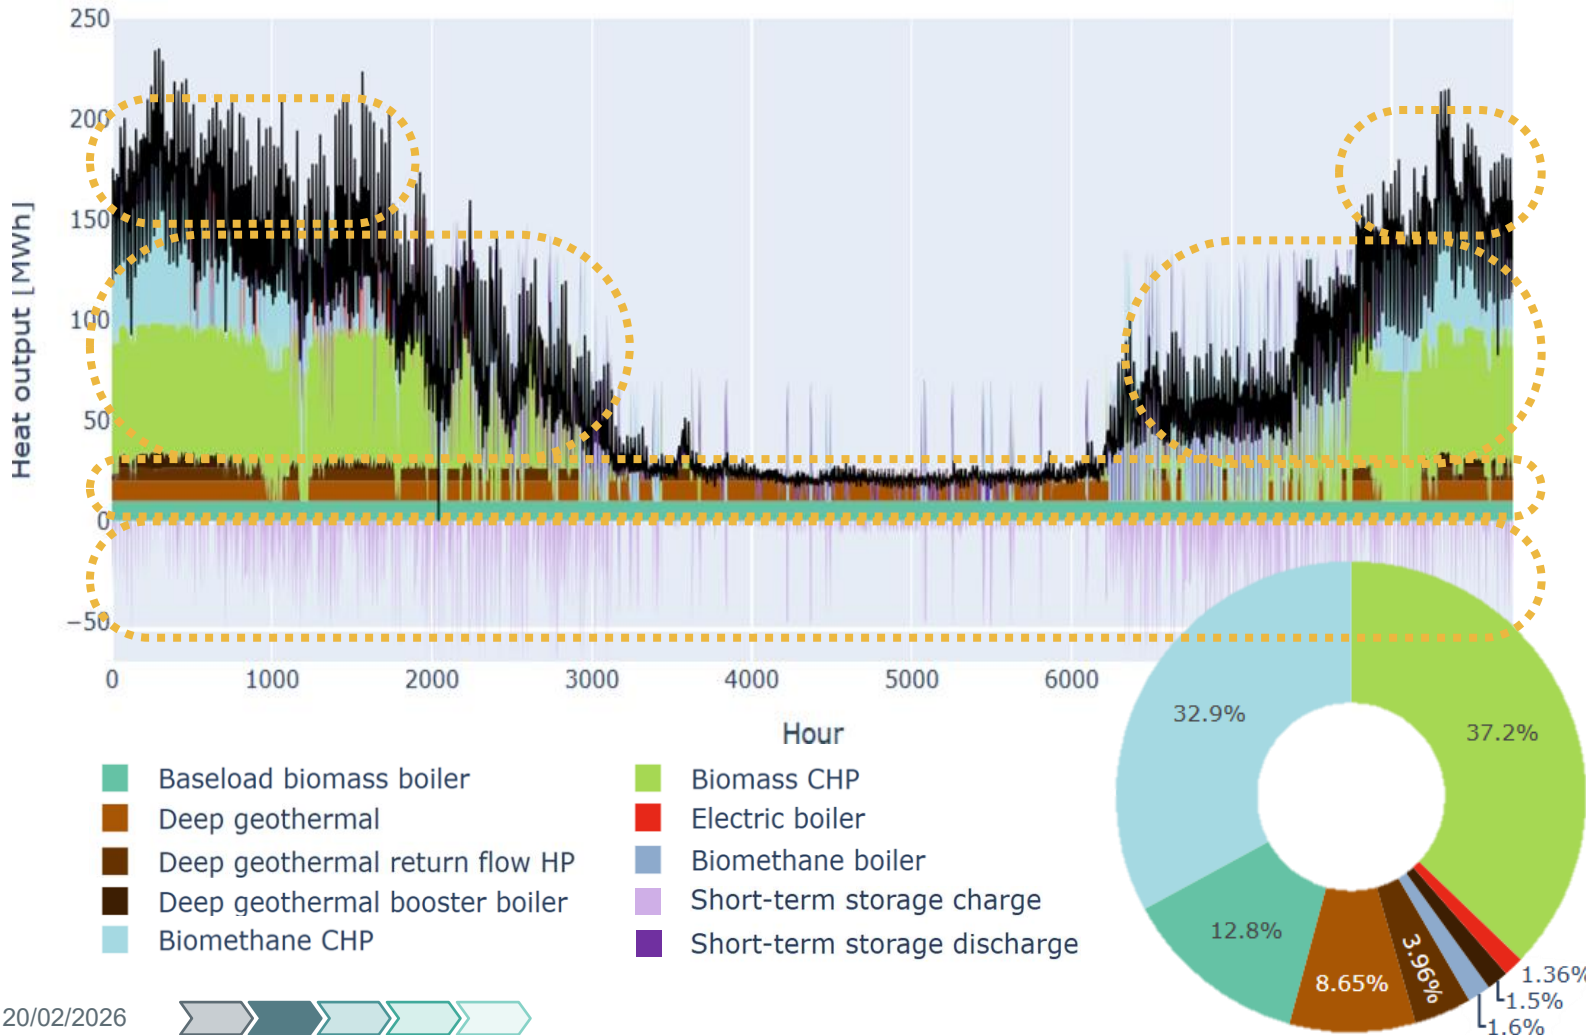 250
200
150
100
50
0
−50
Heat output [MWh]
0
1000
2000
3000
4000
5000
6000
Hour
Baseload biomass boiler
Deep geothermal
Deep geothermal return flow HP
Deep geothermal booster boiler
Biomethane CHP
Biomass CHP
Electric boiler
Biomethane boiler
Short-term storage charge
Short-term storage discharge
32.9%
37.2%
12.8%
8.65%
3.96%
1.36%
1.5%
1.6%
20/02/2026